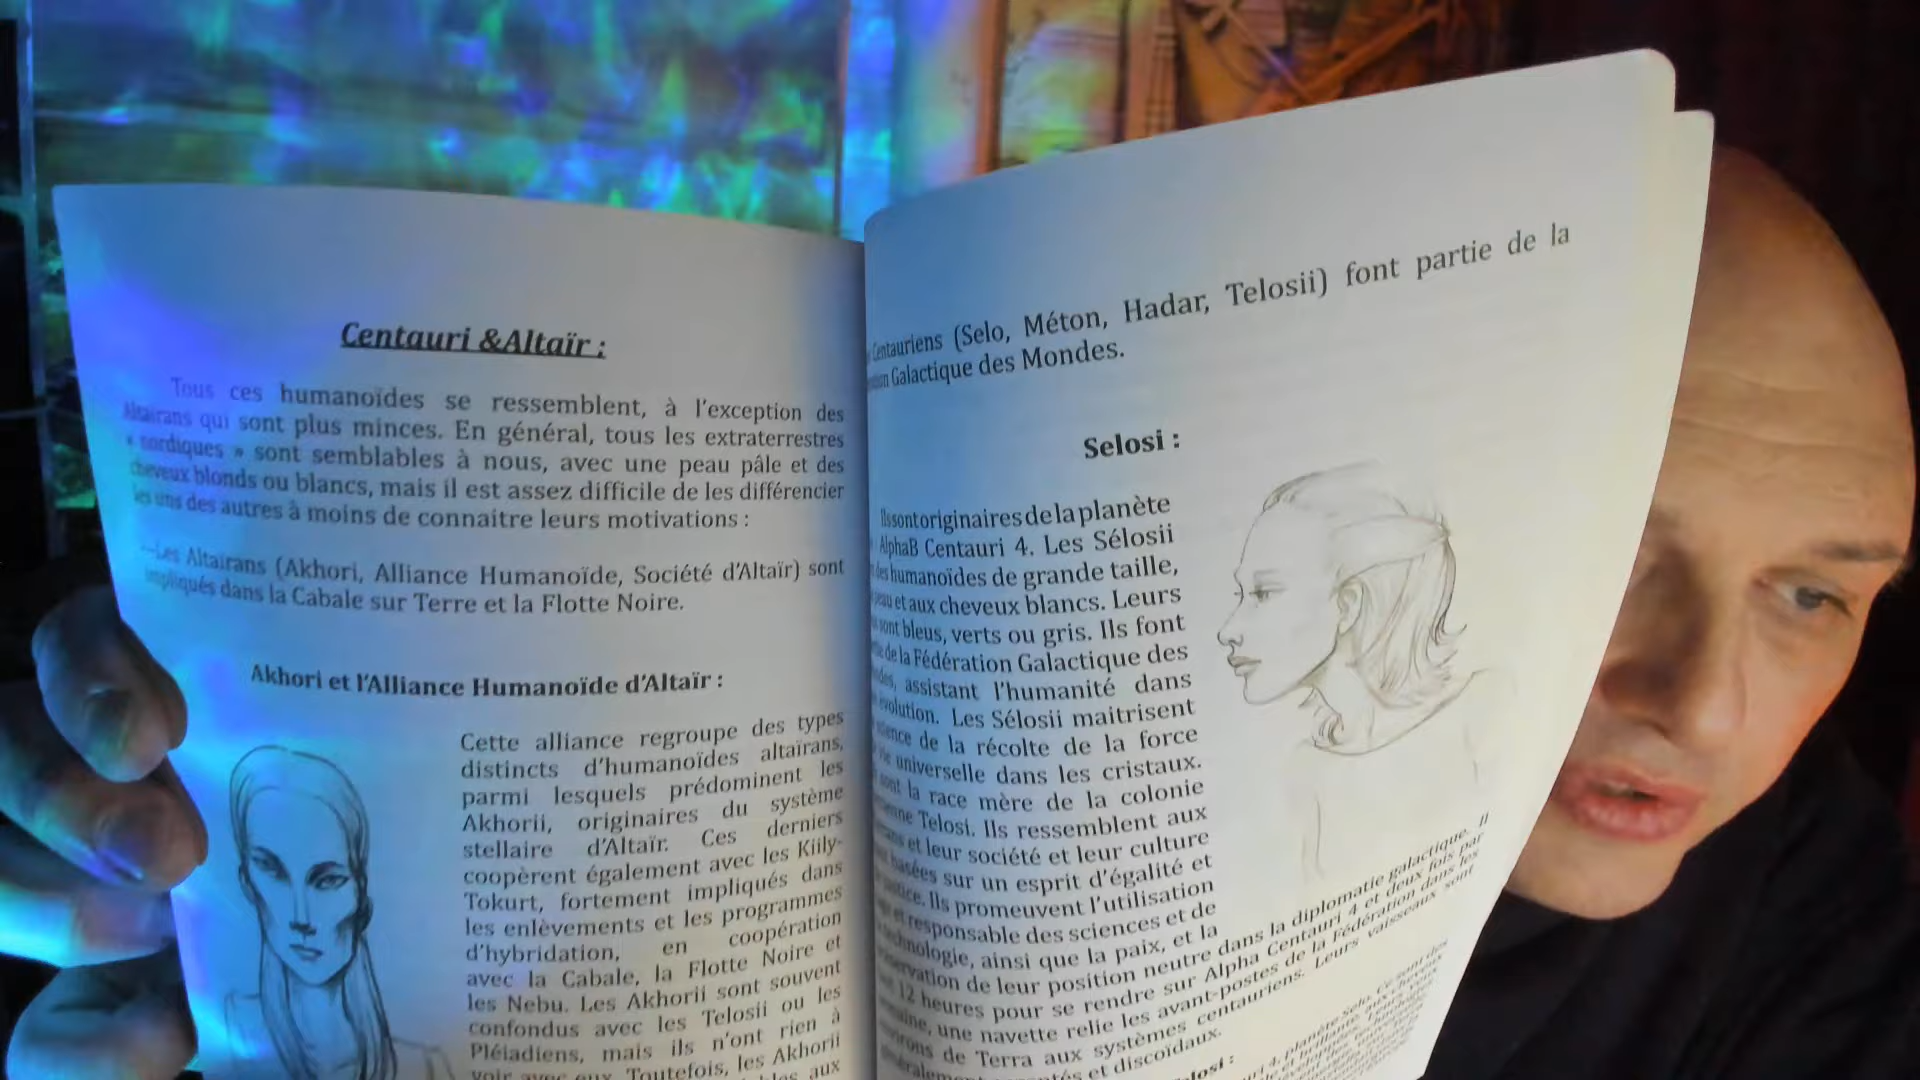 Centauri &Altaïr :
Tous ces humanoïdes se ressemblent, à l'exception des
Altaïrans qui sont plus minces. En général, tous les extraterrestres
« nordiques » sont semblables à nous, avec une peau pâle et des
cheveux blonds ou blancs, mais il est assez difficile de les différencier
les uns des autres à moins de connaitre leurs motivations :
--Les Altaïrans (Akhori, Alliance Humanoïde, Société d'Altaïr) sont
impliqués dans la Cabale sur Terre et la Flotte Noire.
Akhori et l'Alliance Humanoïde d'Altaïr :
Cette alliance regroupe des types
distincts d'humanoïdes altaïrans,
parmi lesquels prédominent les
Akhorii, originaires du système
stellaire d'Altaïr. Ces derniers
coopèrent également avec les Kiily-
Tokurt, fortement impliqués dans
les enlèvements et les programmes
d'hybridation, en coopération
avec la Cabale, la Flotte Noire et
les Nebu. Les Akhorii sont souvent
confondus avec les Telosii ou les
Pléiadiens, mais ils n'ont rien à
voir avec eux. Toutefois, les Akhorii
aux
Centauriens (Selo, Méton, Hadar, Telosii) font partie de la
Galactique des Mondes.
Selosi :
Ils sont originaires de la planète
AlphaB Centauri 4. Les Sélosii
des humanoïdes de grande taille,
peau et aux cheveux blancs. Leurs
sont bleus, verts ou gris. Ils font
de la Fédération Galactique des
assistant l'humanité dans
évolution. Les Sélosii maitrisent
de la récolte de la force
universelle dans les cristaux.
sont la race mère de la colonie
Telosi. Ils ressemblent aux
et leur société et leur culture
basées sur un esprit d'égalité et
Ils promeuvent l'utilisation
et responsable des sciences et de
technologie, ainsi que la paix, et la
de leur position neutre dans la diplomatie galactique. Il
12 heures pour se rendre sur Alpha Centauri 4 et deux fois par
une navette relie les avant-postes de la Fédération dans les
de Terra aux systèmes centauriens. Leurs vaisseaux sont
et discoïdaux.